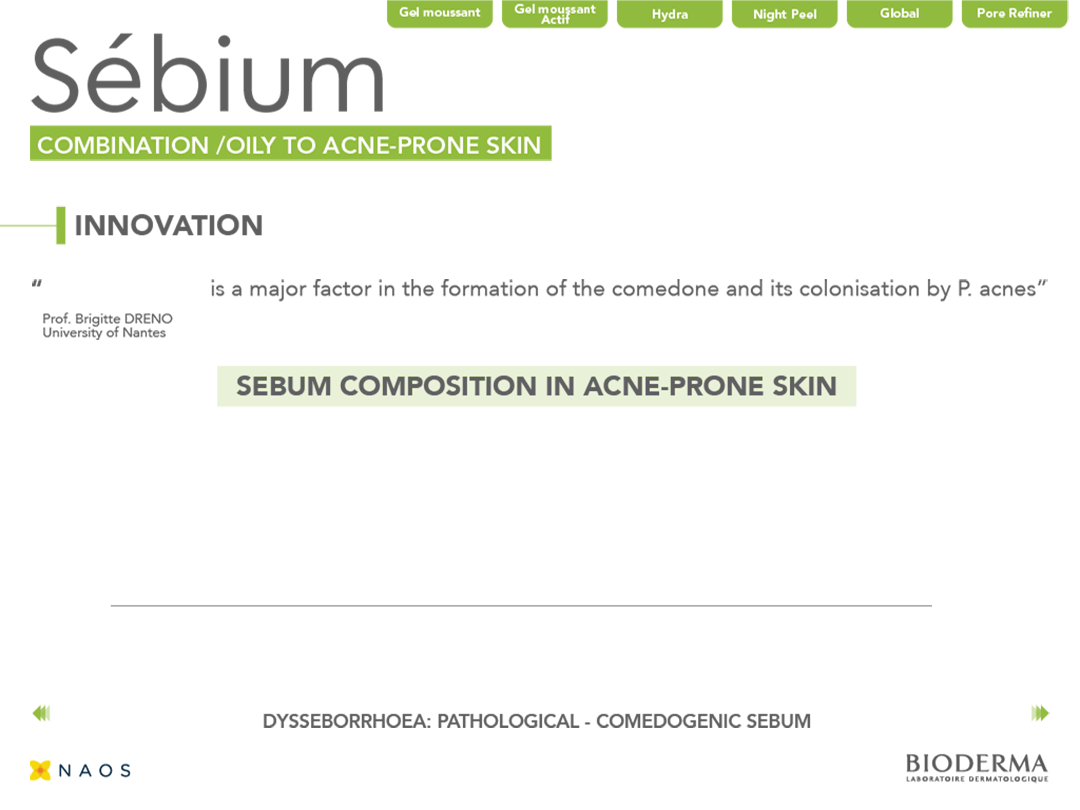 Gel moussant
Gel moussant
Actif
Hydra
Night Peel
Global
Pore Refiner
Sébium
COMBINATION /OILY TO ACNE-PRONE SKIN
INNOVATION
“ is a major factor in the formation of the comedone and its colonisation by P. acnes”
Prof. Brigitte DRENO
University of Nantes
SEBUM COMPOSITION IN ACNE-PRONE SKIN
DYSSEBORRHOEA: PATHOLOGICAL - COMEDOGENIC SEBUM
NAOS
BIODERMA
LABORATOIRE DERMATOLOGIQUE